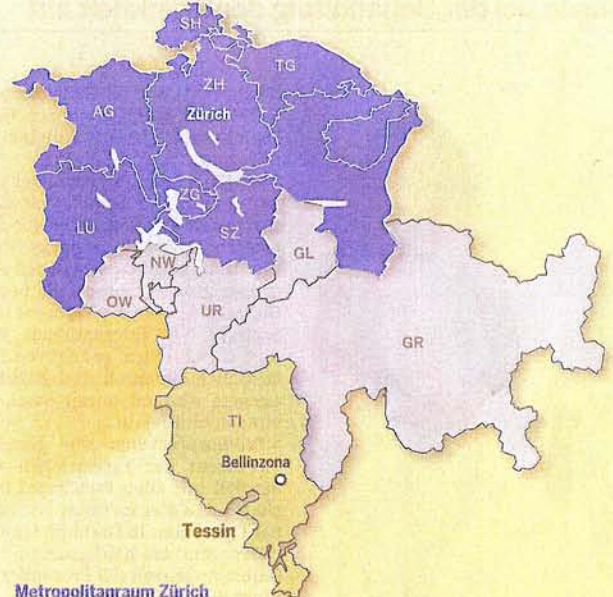 SH
TG
ZH
AG
Zürich
ZG
LU
SZ
NW
GL
OW
UR
GR
TI
Bellinzona
Tessin
Metropolitanraum Zürich